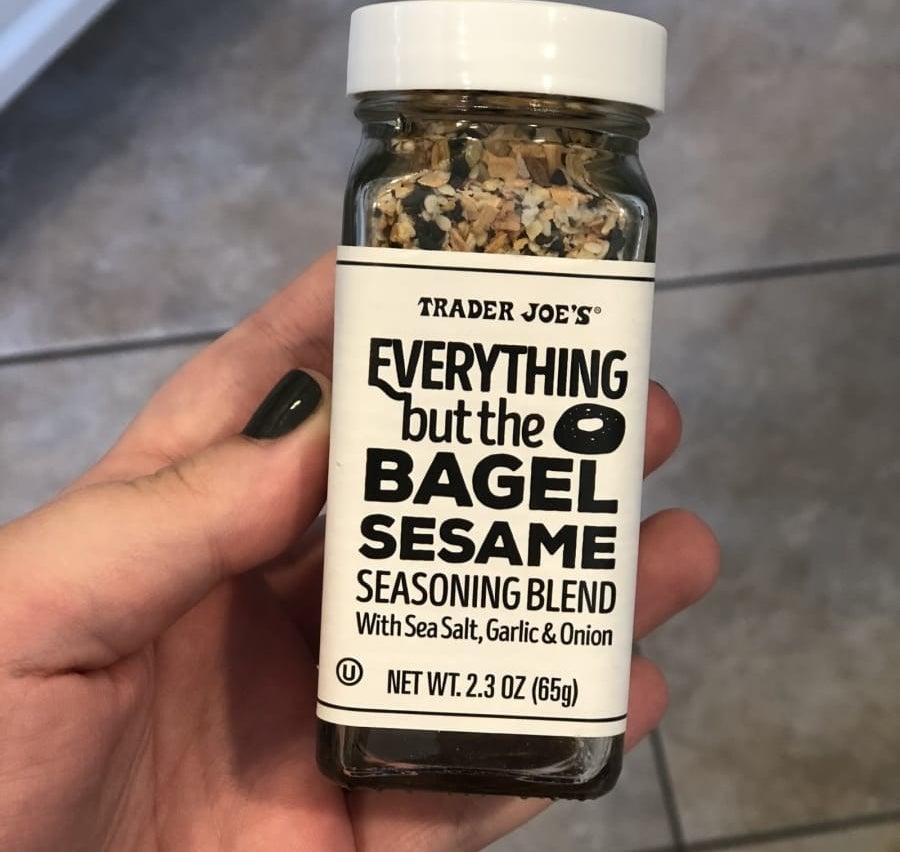 TRADER JOE'S®
EVERYTHING
but the
BAGEL
SESAME
SEASONING BLEND
With Sea Salt, Garlic & Onion
U
NET WT. 2.3 OZ (65g)